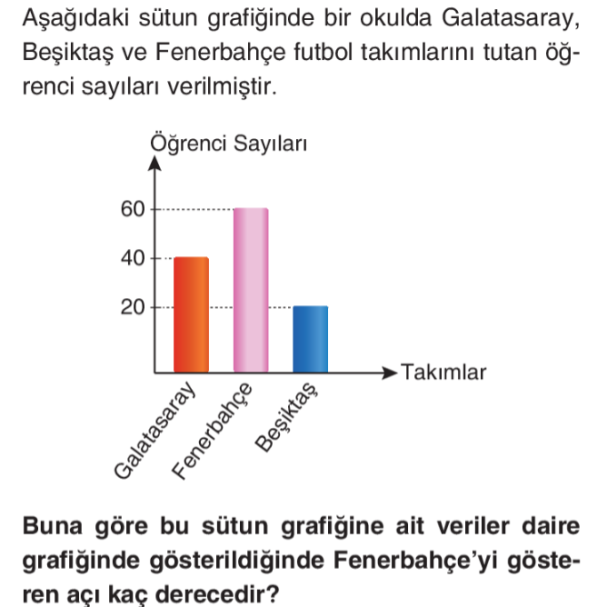 Aşağıdaki sütun grafiğinde bir okulda Galatasaray,
Beşiktaş ve Fenerbahçe futbol takımlarını tutan öğ-
renci sayıları verilmiştir.
Öğrenci Sayıları
60
40
20
Takımlar
Galatasaray
Fenerbahçe
Beşiktaş
Buna göre bu sütun grafiğine ait veriler daire
grafiğinde gösterildiğinde Fenerbahçe’yi göste-
ren açı kaç derecedir?